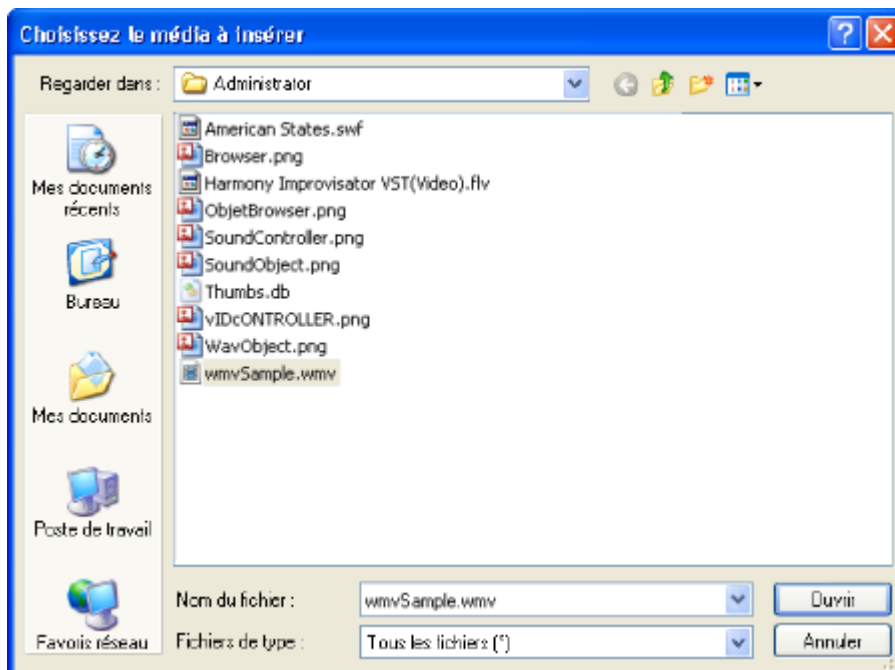 Choisissez le média à insérer
Regarder dans :
Administrator
American States.swf
Browser.png
Harmony Improvisator VST(Video).flv
ObjetBrowser.png
SoundController.png
SoundObject.png
Thumbs.db
vIDcONTROLLER.png
WavObject.png
wmvSample.wmv
Mes documents
récents
Bureau
Mes documents
Poste de travail
Favoris réseau
Nom du fichier :
wmvSample.wmv
Ouvrir
Fichiers de type :
Tous les fichiers (*)
Annuler